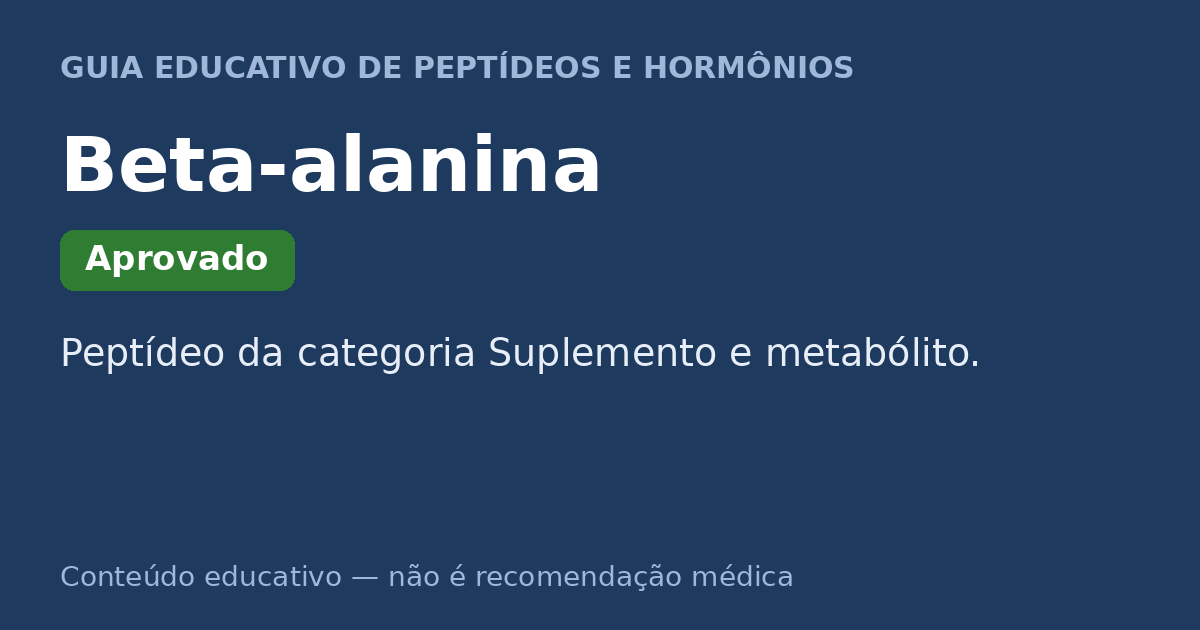 GUIA EDUCATIVO DE PEPTÍDEOS E HORMÔNIOS
Beta-alanina
Aprovado
Peptídeo da categoria Suplemento e metabólito.
Conteúdo educativo — não é recomendação médica